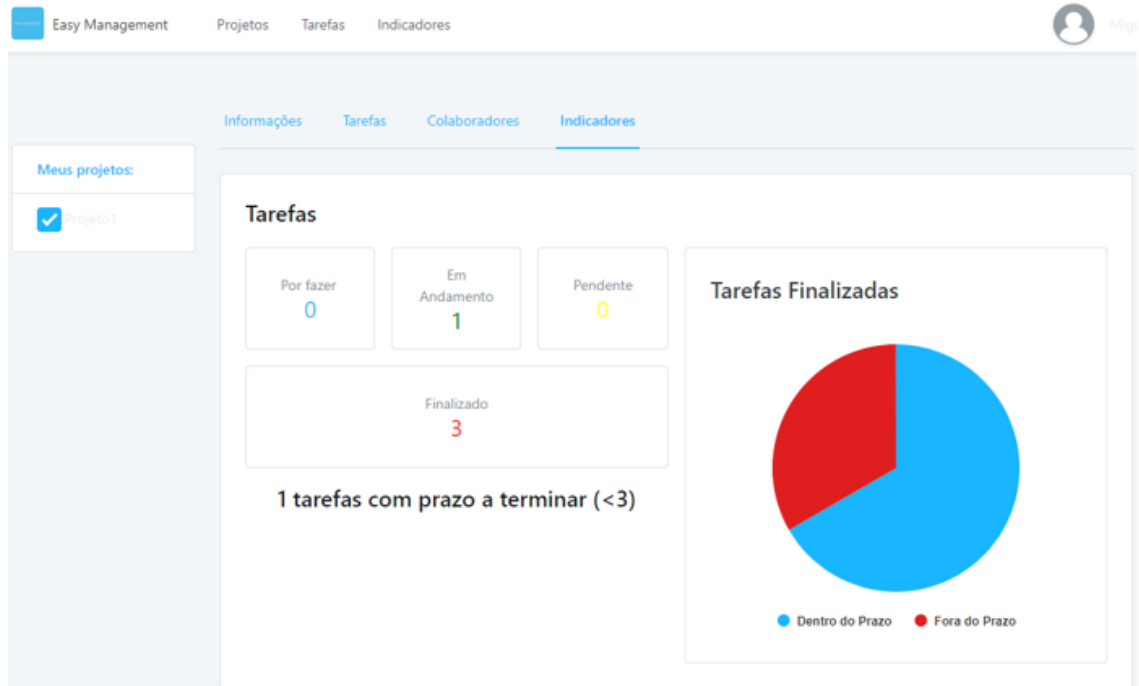 Easy Management
Projetos
Tarefas
Indicadores
Informações
Tarefas
Colaboradores
Indicadores
Meus projetos:
Projeto1
Tarefas
Por fazer
0
Em
Andamento
1
Pendente
0
Finalizado
3
1 tarefas com prazo a terminar (<3)
Tarefas Finalizadas
Dentro do Prazo
Fora do Prazo